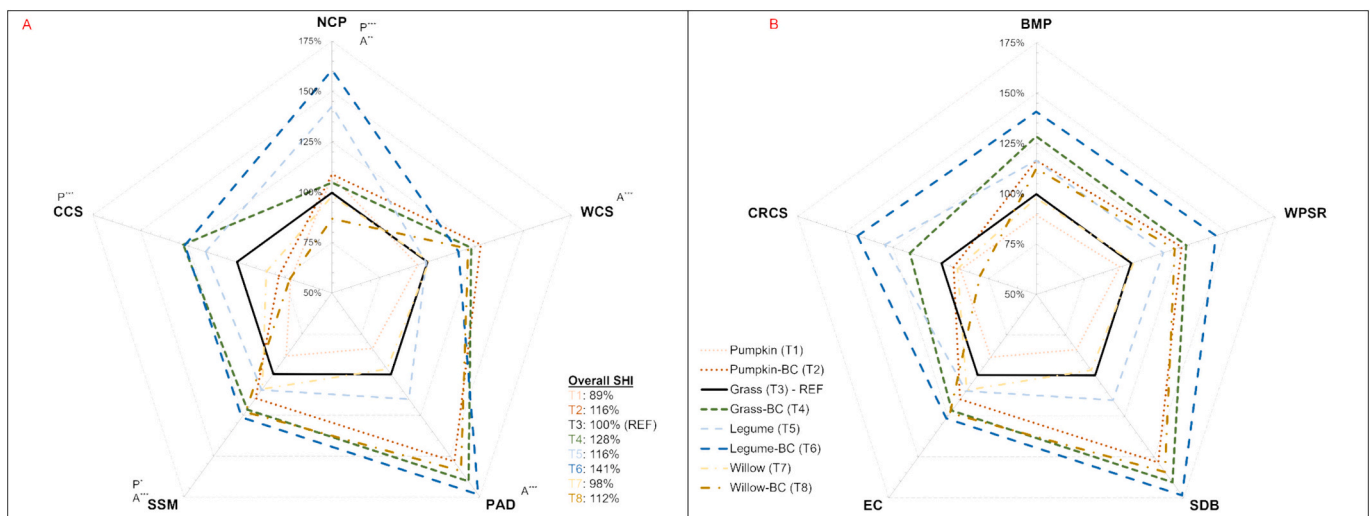 A
NCP
P***
A**
175%
150%
125%
100%
75%
50%
A***
WCS
P***
CCS
P*
A***
SSM
PAD
A***
Overall SHI
T1: 89%
T2: 116%
T3: 100% (REF)
T4: 128%
T5: 116%
T6: 141%
T7: 98%
T8: 112%
B
BMP
175%
150%
125%
100%
75%
50%
CRCS
WPSR
Pumpkin (T1)
Pumpkin-BC (T2)
Grass (T3) - REF
Grass-BC (T4)
Legume (T5)
Legume-BC (T6)
Willow (T7)
Willow-BC (T8)
EC
SDB